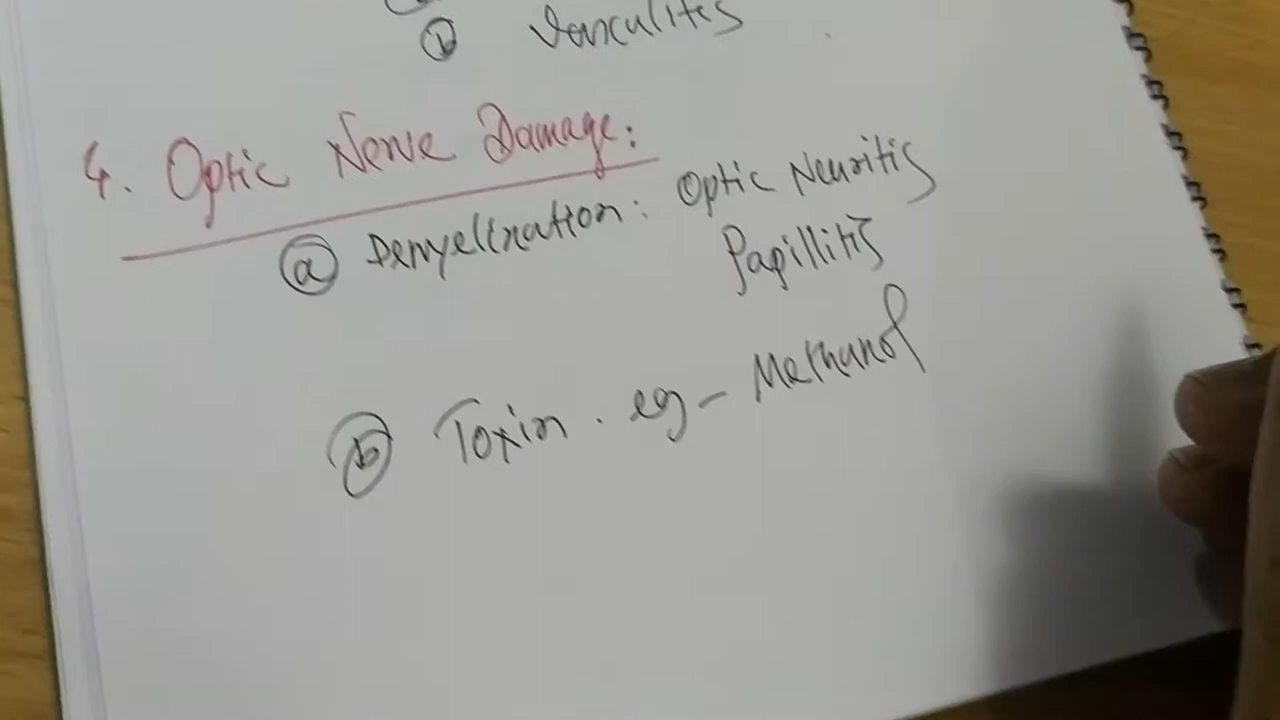 ⓥ Vasculitis
4. Optic Nerve Damage:
ⓐ Demyelination: Optic Neuritis
Papillitis
ⓑ Toxin. eg- Methanol